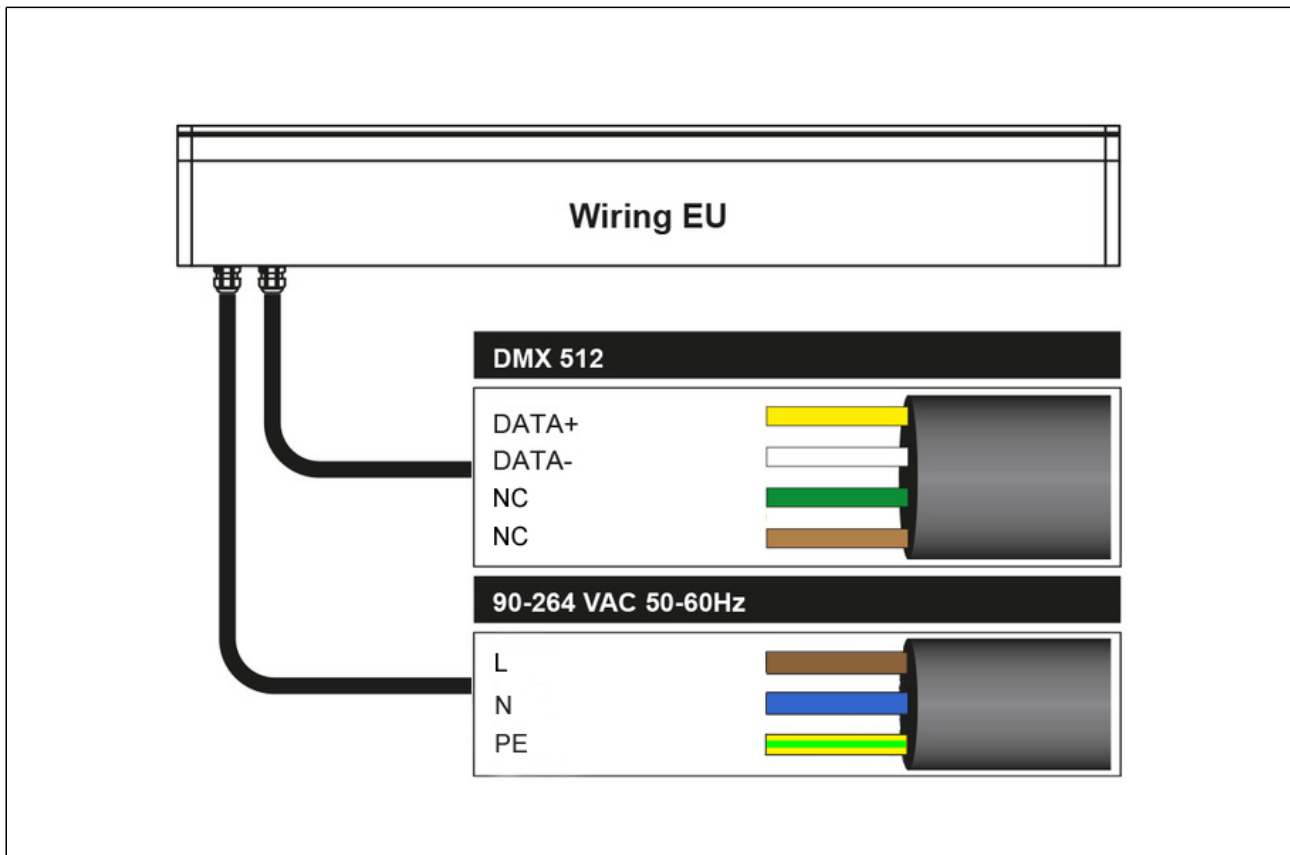 Wiring EU
DMX 512
DATA+
DATA-
NC
NC
90-264 VAC 50-60Hz
L
N
PE